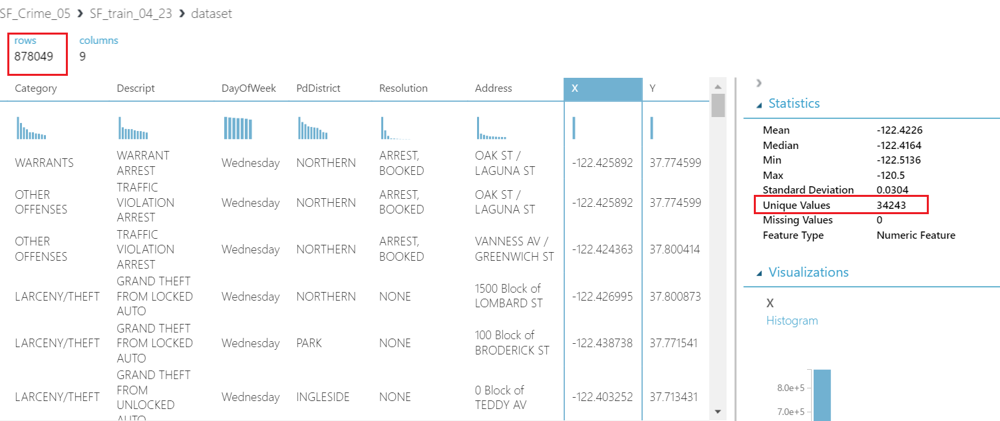 SF_Crime_05 › SF_train_04_23 › dataset
rows columns
878049 9
Category Descript DayOfWeek PdDistrict Resolution Address X Y
WARRANTS WARRANT ARREST Wednesday NORTHERN ARREST, BOOKED OAK ST / LAGUNA ST -122.425892 37.774599
OTHER OFFENSES TRAFFIC VIOLATION ARREST Wednesday NORTHERN ARREST, BOOKED OAK ST / LAGUNA ST -122.425892 37.774599
OTHER OFFENSES TRAFFIC VIOLATION ARREST Wednesday NORTHERN ARREST, BOOKED VANNESS AV / GREENWICH ST -122.424363 37.800414
LARCENY/THEFT GRAND THEFT FROM LOCKED AUTO Wednesday NORTHERN NONE 1500 Block of LOMBARD ST -122.426995 37.800873
LARCENY/THEFT GRAND THEFT FROM LOCKED AUTO Wednesday PARK NONE 100 Block of BRODERICK ST -122.438738 37.771541
LARCENY/THEFT GRAND THEFT FROM UNLOCKED AUTO Wednesday INGLESIDE NONE 0 Block of TEDDY AV -122.403252 37.713431
Statistics
Mean -122.4226
Median -122.4164
Min -122.5136
Max -120.5
Standard Deviation 0.0304
Unique Values 34243
Missing Values 0
Feature Type Numeric Feature
Visualizations
X
Histogram
8.0e+5
7.0e+5